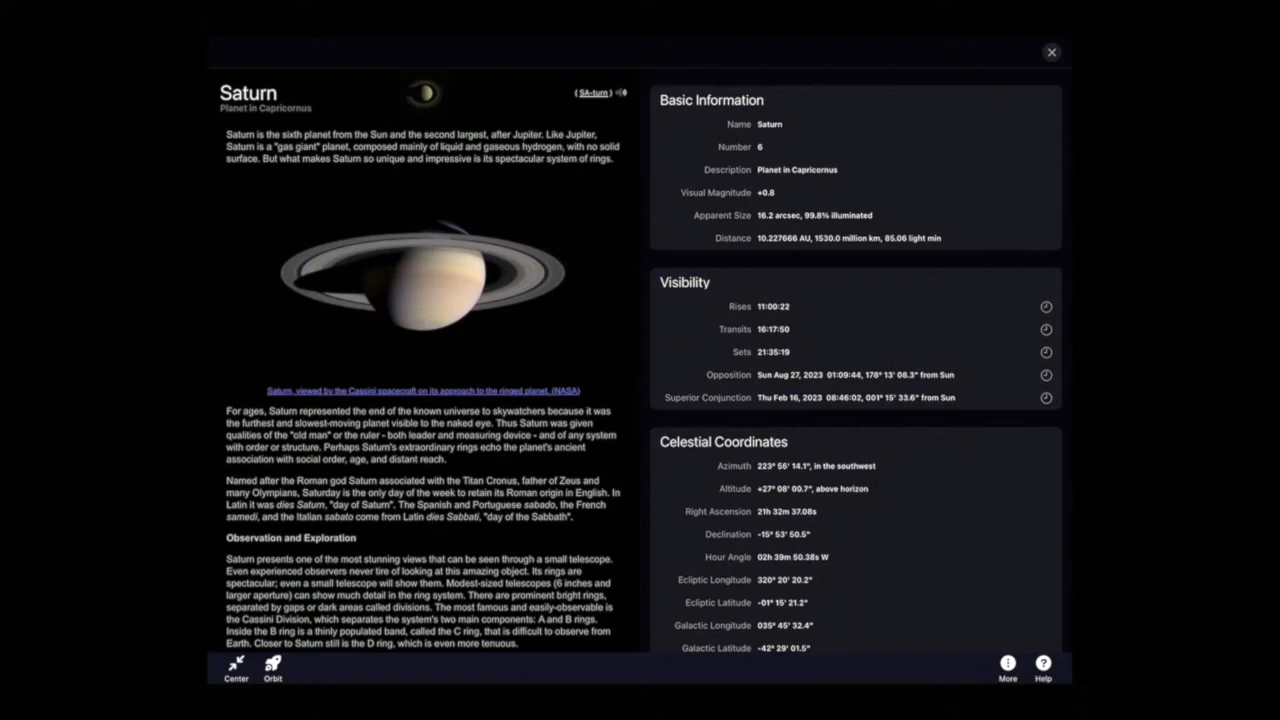 Saturn
Planet in Capricornus
( SA-turn )
Saturn is the sixth planet from the Sun and the second largest, after Jupiter. Like Jupiter,
Saturn is a "gas giant" planet, composed mainly of liquid and gaseous hydrogen, with no solid
surface. But what makes Saturn so unique and impressive is its spectacular system of rings.
Saturn, viewed by the Cassini spacecraft on its approach to the ringed planet. (NASA)
For ages, Saturn represented the end of the known universe to skywatchers because it was
the furthest and slowest-moving planet visible to the naked eye. Thus Saturn was given
qualities of the "old man" or the ruler - both leader and measuring device - and of any system
with order or structure. Perhaps Saturn's extraordinary rings echo the planet's ancient
association with social order, age, and distant reach.
Named after the Roman god Saturn associated with the Titan Cronus, father of Zeus and
many Olympians, Saturday is the only day of the week to retain its Roman origin in English. In
Latin it was dies Saturn, "day of Saturn". The Spanish and Portuguese sabado, the French
samedi, and the Italian sabato come from Latin dies Sabbati, "day of the Sabbath".
Observation and Exploration
Saturn presents one of the most stunning views that can be seen through a small telescope.
Even experienced observers never tire of looking at this amazing object. Its rings are
spectacular; even a small telescope will show them. Modest-sized telescopes (6 inches and
larger aperture) can show much detail in the ring system. There are prominent bright rings,
separated by gaps or dark areas called divisions. The most famous and easily-observable is
the Cassini Division, which separates the system's two main components: A and B rings.
Inside the B ring is a thinly populated band, called the C ring, that is difficult to observe from
Earth. Closer to Saturn still is the D ring, which is even more tenuous.
Basic Information
Name Saturn
Number 6
Description Planet in Capricornus
Visual Magnitude +0.8
Apparent Size 16.2 arcsec, 99.8% illuminated
Distance 10.227666 AU, 1530.0 million km, 85.06 light min
Visibility
Rises 11:00:22
Transits 16:17:50
Sets 21:35:19
Opposition Sun Aug 27, 2023 01:09:44, 178° 13' 08.3" from Sun
Superior Conjunction Thu Feb 16, 2023 08:46:02, 001° 15' 33.6" from Sun
Celestial Coordinates
Azimuth 223° 56' 14.1", in the southwest
Altitude +27° 08' 00.7", above horizon
Right Ascension 21h 32m 37.08s
Declination -15° 53' 50.5"
Hour Angle 02h 39m 50.38s W
Ecliptic Longitude 320° 20' 20.2"
Ecliptic Latitude -01° 15' 21.2"
Galactic Longitude 035° 45' 32.4"
Galactic Latitude -42° 29' 01.5"
Center
Orbit
More
Help